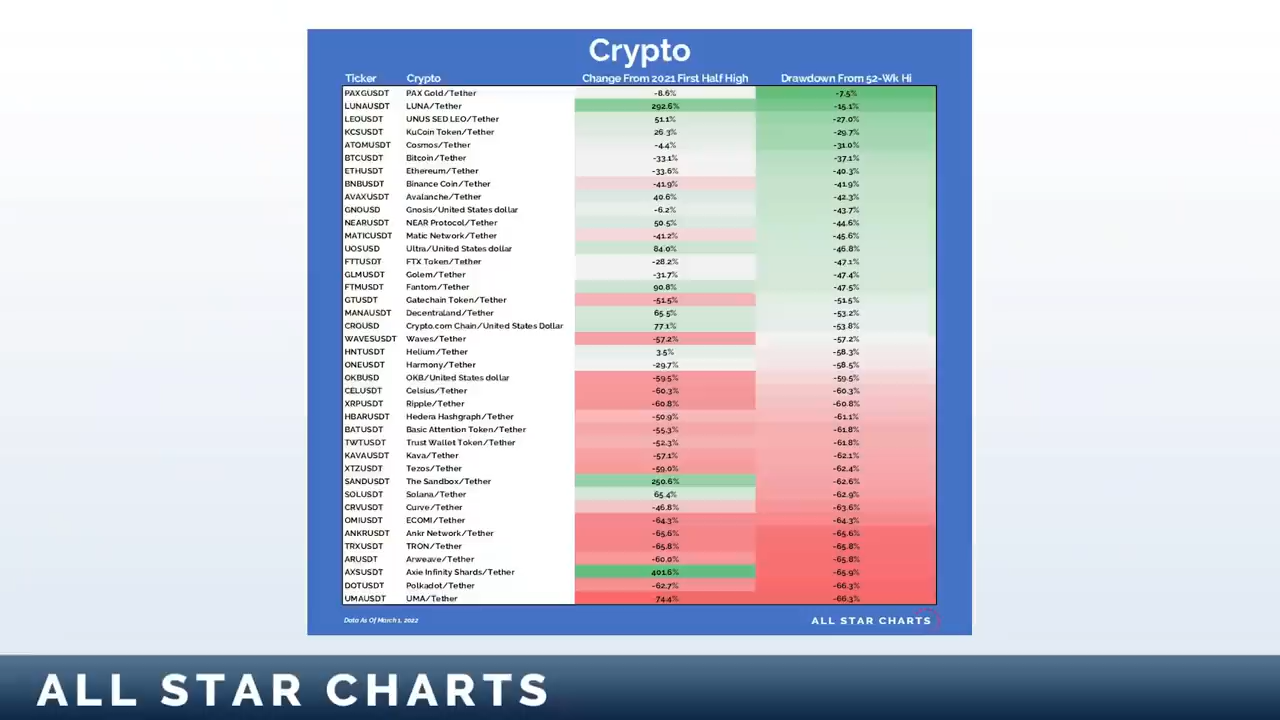 Crypto
Ticker Crypto Change From 2021 First Half High Drawdown From 52-Wk Hi
PAXGUSDT PAX Gold/Tether -8.6% -7.5%
LUNAUSDT LUNA/Tether 292.6% -15.1%
LEOUSDT UNUS SED LEO/Tether 51.1% -27.0%
KCSUSDT KuCoin Token/Tether 26.3% -29.7%
ATOMUSDT Cosmos/Tether -4.4% -31.0%
BTCUSDT Bitcoin/Tether -33.1% -37.1%
ETHUSDT Ethereum/Tether -33.6% -40.3%
BNBUSDT Binance Coin/Tether -41.9% -41.9%
AVAXUSDT Avalanche/Tether 40.6% -42.3%
GNOUSD Gnosis/United States dollar -6.2% -43.7%
NEARUSDT NEAR Protocol/Tether 50.5% -44.6%
MATICUSDT Matic Network/Tether -41.2% -45.6%
UOSUSD Ultra/United States dollar 84.0% -46.8%
FTTUSDT FTX Token/Tether -28.2% -47.1%
GLMUSDT Golem/Tether -31.7% -47.4%
FTMUSDT Fantom/Tether 90.8% -47.5%
GTUSDT Gatechain Token/Tether -51.5% -51.5%
MANAUSDT Decentraland/Tether 65.5% -53.2%
CROUSD Crypto.com Chain/United States Dollar 77.1% -53.8%
WAVESUSDT Waves/Tether -57.2% -57.2%
HNTUSDT Helium/Tether 3.5% -58.3%
ONEUSDT Harmony/Tether -29.7% -58.5%
OKBUSD OKB/United States dollar -59.5% -59.5%
CELUSDT Celsius/Tether -60.3% -60.3%
XRPUSDT Ripple/Tether -60.8% -60.8%
HBARUSDT Hedera Hashgraph/Tether -50.9% -61.1%
BATUSDT Basic Attention Token/Tether -55.3% -61.8%
TWTUSDT Trust Wallet Token/Tether -52.3% -61.8%
KAVAUSDT Kava/Tether -57.1% -62.1%
XTZUSDT Tezos/Tether -59.0% -62.4%
SANDUSDT The Sandbox/Tether 250.6% -62.6%
SOLUSDT Solana/Tether 65.4% -62.9%
CRVUSDT Curve/Tether -46.8% -63.6%
OMIUSDT ECOMI/Tether -64.3% -64.3%
ANKRUSDT Ankr Network/Tether -65.6% -65.6%
TRXUSDT TRON/Tether -65.8% -65.8%
ARUSDT Arweave/Tether -60.0% -65.8%
AXSUSDT Axie Infinity Shards/Tether 401.6% -65.9%
DOTUSDT Polkadot/Tether -62.7% -66.3%
UMAUSDT UMA/Tether -74.4% -66.3%
Data As Of March 1, 2022
ALL STAR CHARTS
ALL STAR CHARTS